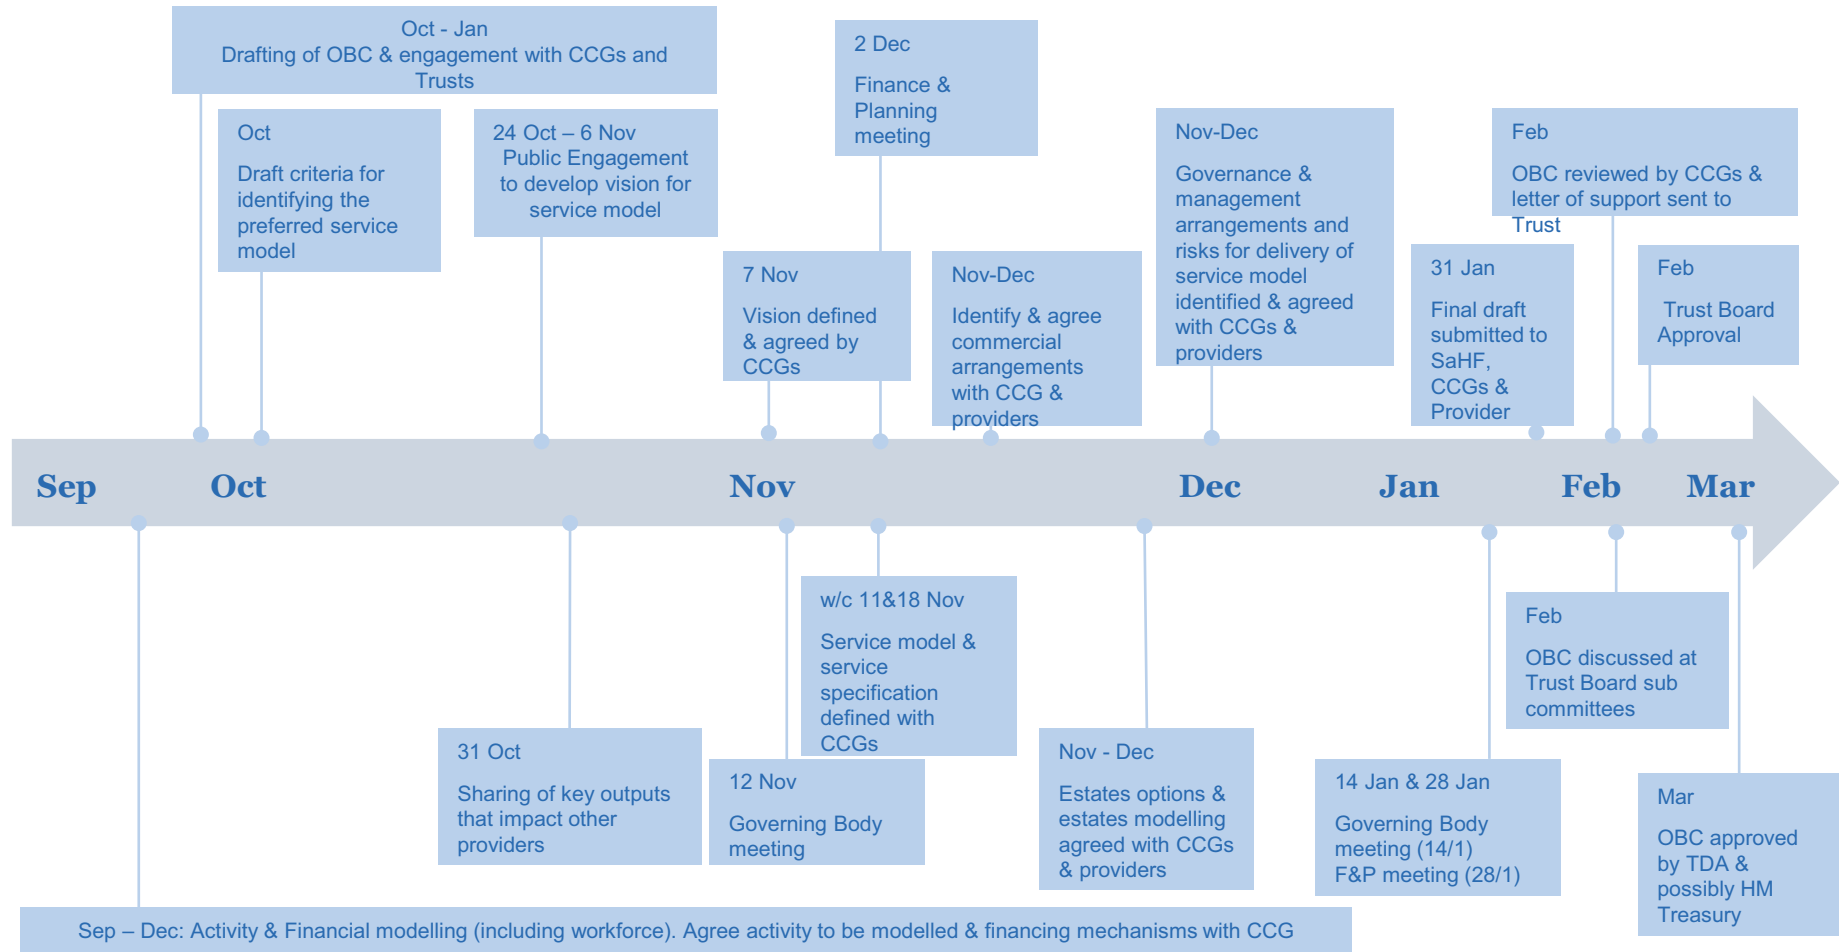 Oct - Jan
Drafting of OBC & engagement with CCGs and
Trusts
Oct
Draft criteria for
identifying the
preferred service
model
24 Oct – 6 Nov
Public Engagement
to develop vision for
service model
7 Nov
Vision defined
& agreed by
CCGs
2 Dec
Finance &
Planning
meeting
Nov-Dec
Identify & agree
commercial
arrangements
with CCG &
providers
Nov-Dec
Governance &
management
arrangements and
risks for delivery of
service model
identified & agreed
with CCGs &
providers
31 Jan
Final draft
submitted to
SaHF,
CCGs &
Provider
Feb
OBC reviewed by CCGs &
letter of support sent to
Trust
Feb
Trust Board
Approval
Sep
Oct
Nov
Dec
Jan
Feb
Mar
31 Oct
Sharing of key outputs
that impact other
providers
12 Nov
Governing Body
meeting
w/c 11&18 Nov
Service model &
service
specification
defined with
CCGs
Nov - Dec
Estates options &
estates modelling
agreed with CCGs
& providers
14 Jan & 28 Jan
Governing Body
meeting (14/1)
F&P meeting (28/1)
Feb
OBC discussed at
Trust Board sub
committees
Mar
OBC approved
by TDA &
possibly HM
Treasury
Sep – Dec: Activity & Financial modelling (including workforce). Agree activity to be modelled & financing mechanisms with CCG